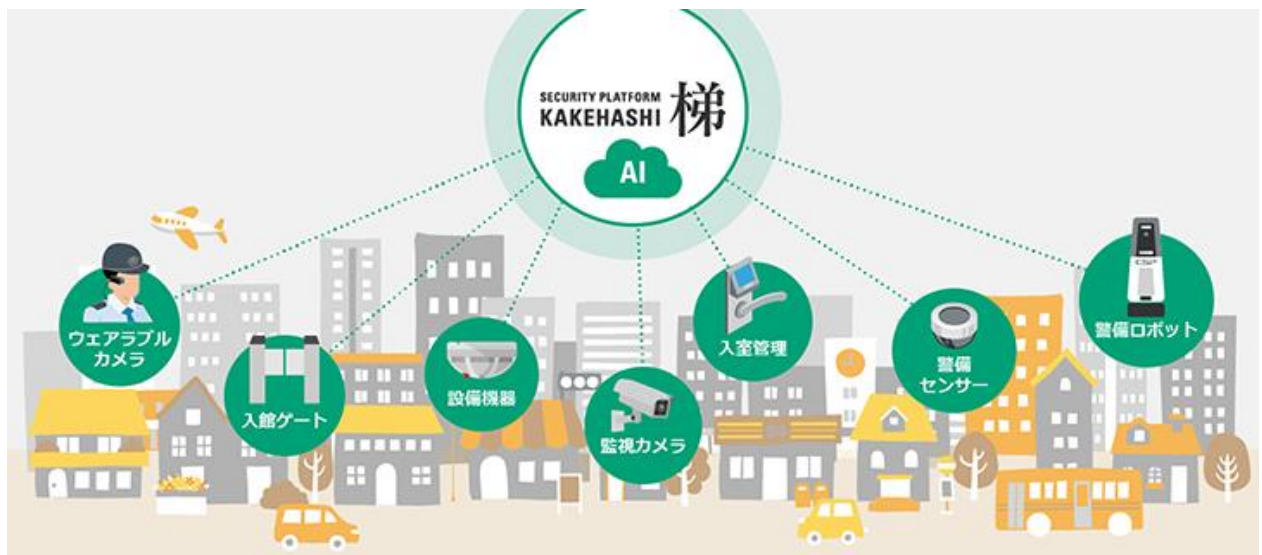 SECURITY PLATFORM
KAKEHASHI 梯
AI
ウェアラブル
カメラ
入館ゲート
設備機器
監視カメラ
入室管理
警備
センサー
警備ロボット